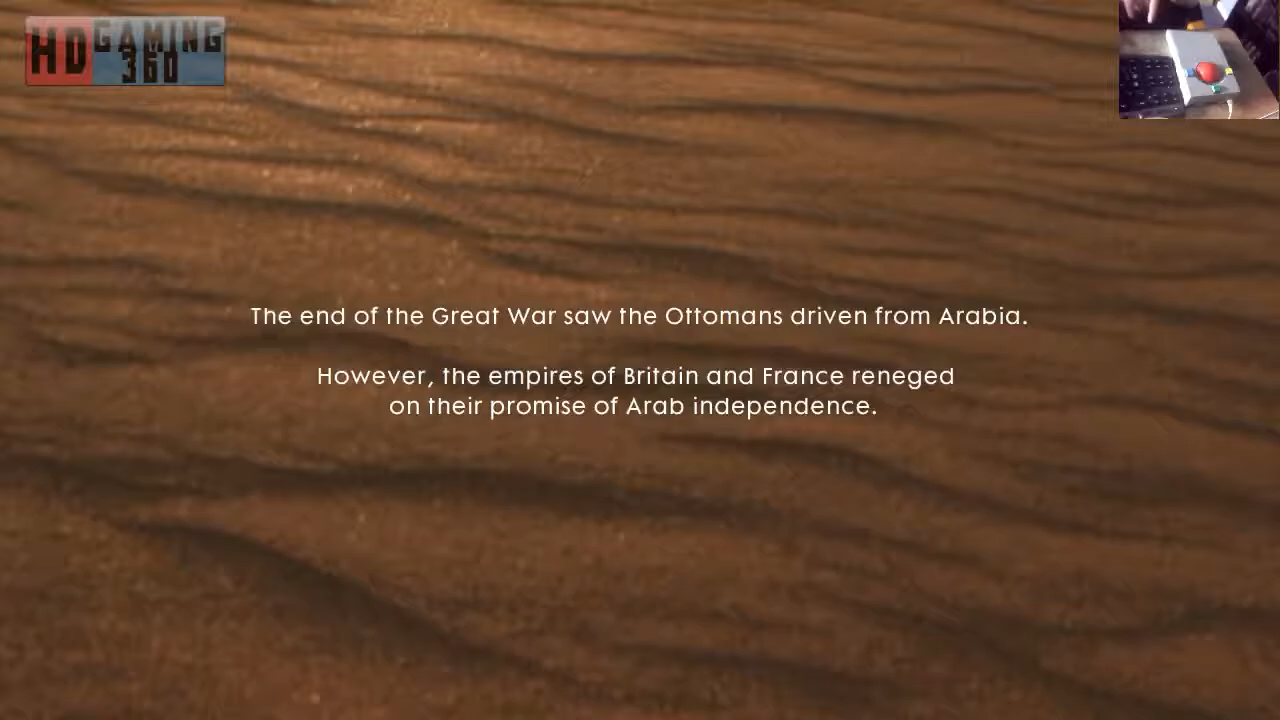 HD GAMING
360
The end of the Great War saw the Ottomans driven from Arabia.
However, the empires of Britain and France reneged
on their promise of Arab independence.